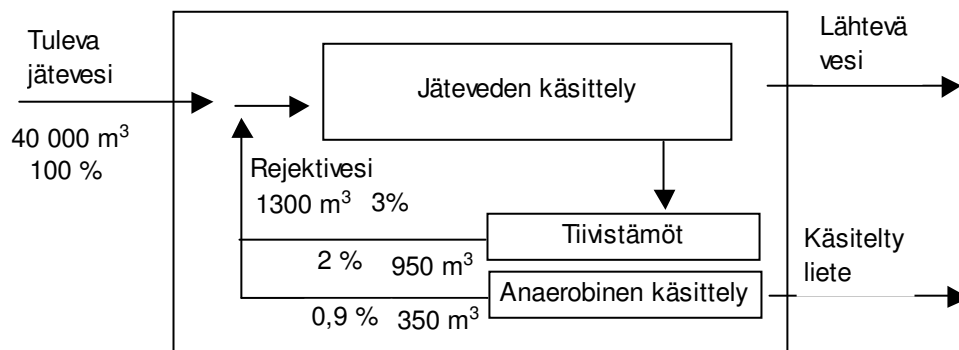 Tuleva
jätevesi
40 000 m³
100 %
Jäteveden käsittely
Lähtevä
vesi
Rejektivesi
1300 m³ 3%
Tiivistämöt
2 % 950 m³
Anaerobinen käsittely
0,9 % 350 m³
Käsitelty
liete